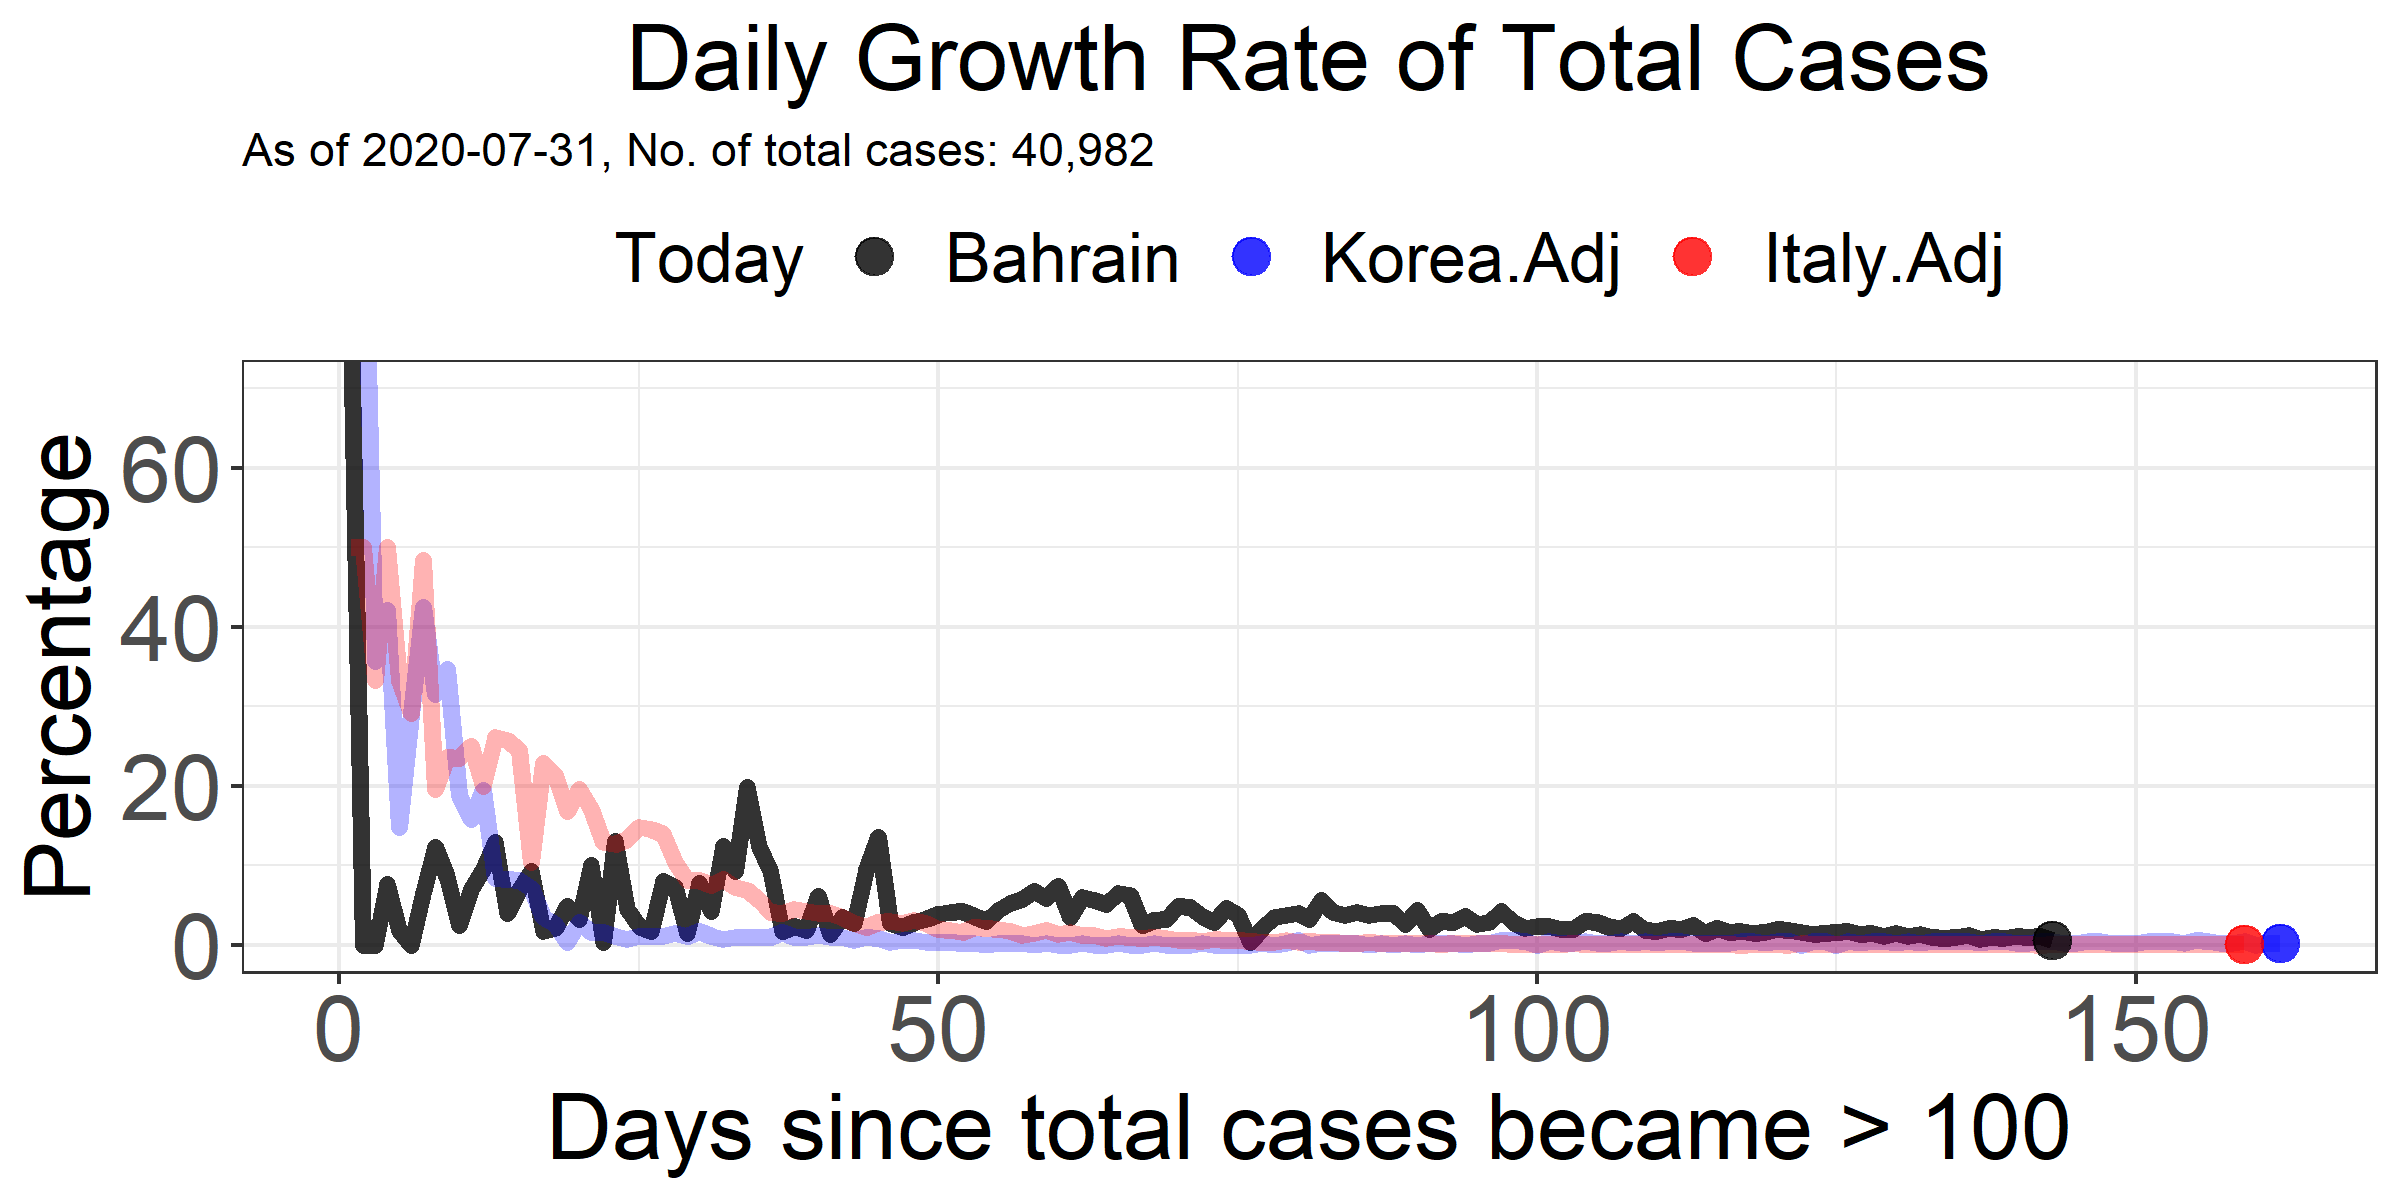 Daily Growth Rate of Total Cases
As of 2020-07-31, No. of total cases: 40,982
Today Bahrain Korea.Adj Italy.Adj
Percentage
60
40
20
0
0 50 100 150
Days since total cases became > 100